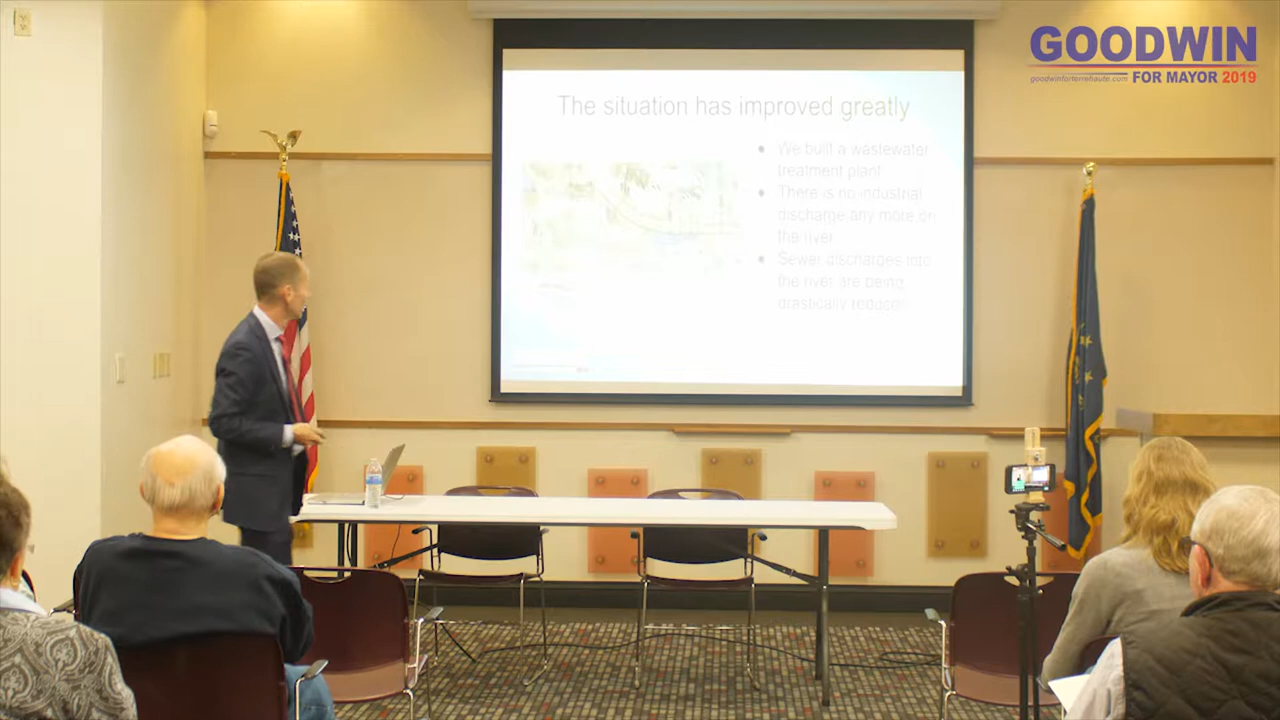 GOODWIN
goodwinforterrehaute.com FOR MAYOR 2019
The situation has improved greatly
● We built a wastewater
treatment plant
● There is no industrial
discharge any more on
the river
● Sewer discharges into
the river are being
drastically reduced